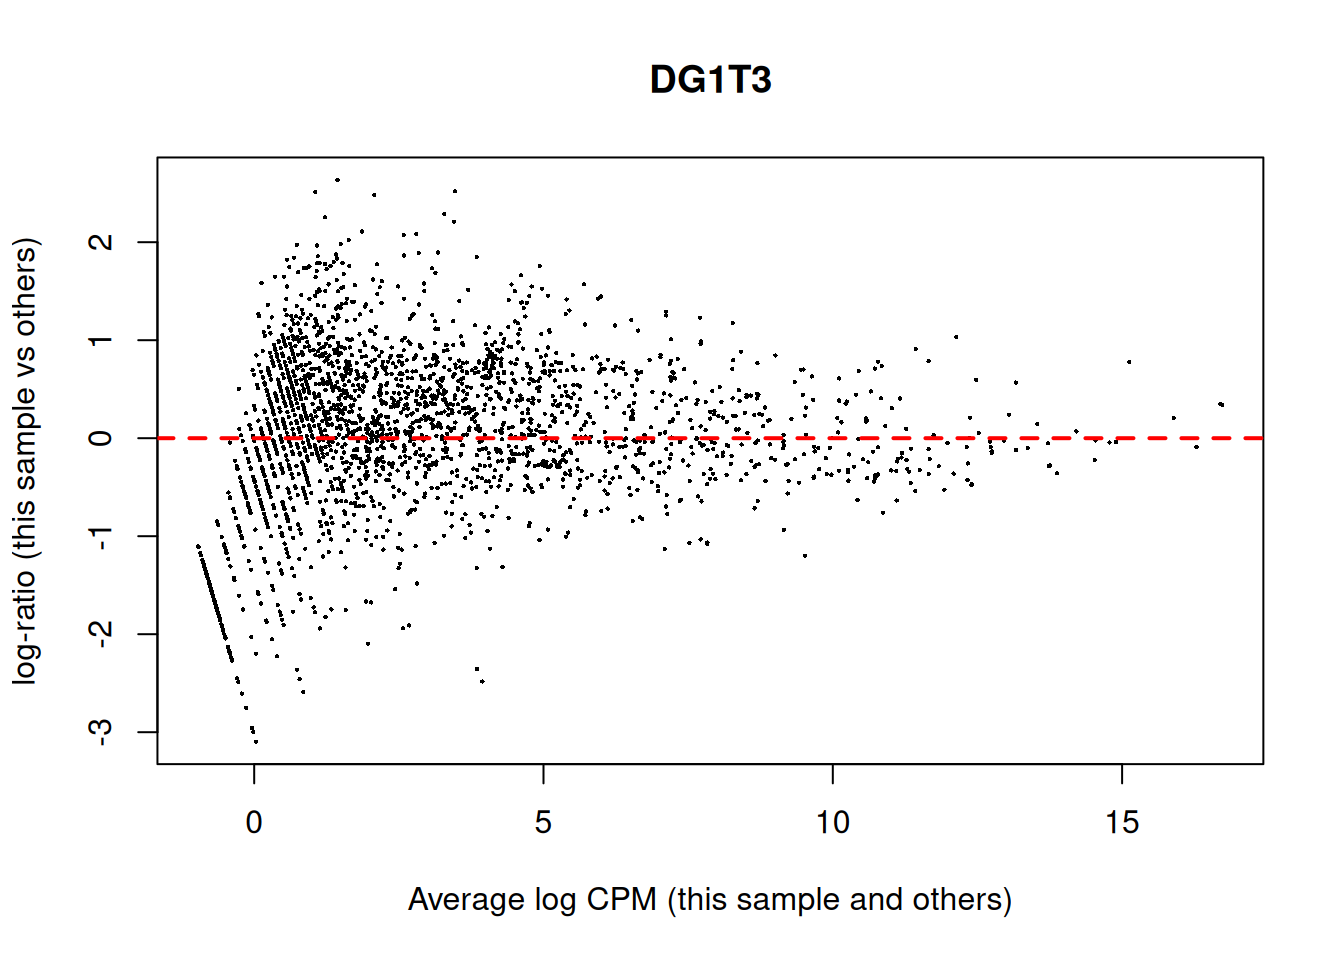 DG1T3
log-ratio (this sample vs others)
2
1
0
-1
-2
-3
0 5 10 15
Average log CPM (this sample and others)